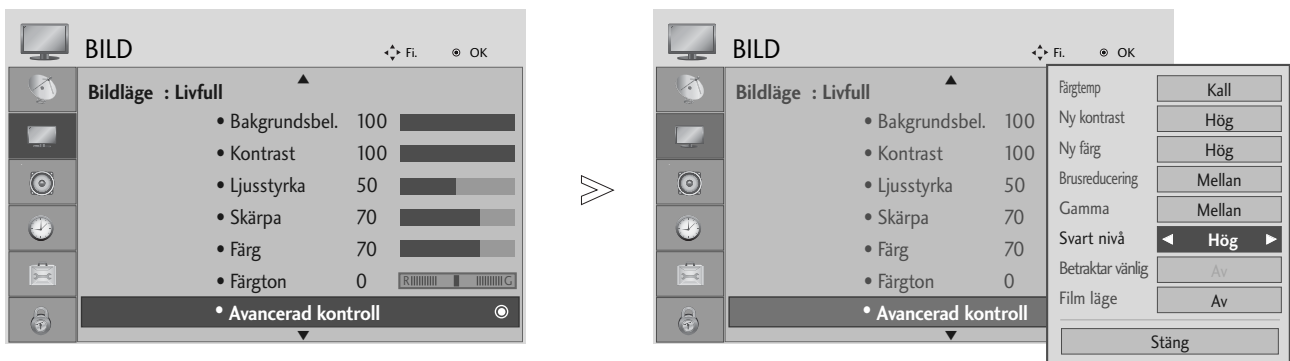 BILD
Fi. OK
Bildläge : Livfull
• Bakgrundsbel. 100
• Kontrast 100
• Ljusstyrka 50
• Skärpa 70
• Färg 70
• Färgton 0 R G
• Avancerad kontroll
BILD
Fi. OK
Bildläge : Livfull
• Bakgrundsbel. 100
• Kontrast 100
• Ljusstyrka 50
• Skärpa 70
• Färg 70
• Färgton 0
• Avancerad kontroll
Färgtemp Kall
Ny kontrast Hög
Ny färg Hög
Brusreducering Mellan
Gamma Mellan
Svart nivå Hög
Betraktar vänlig Av
Film läge Av
Stäng